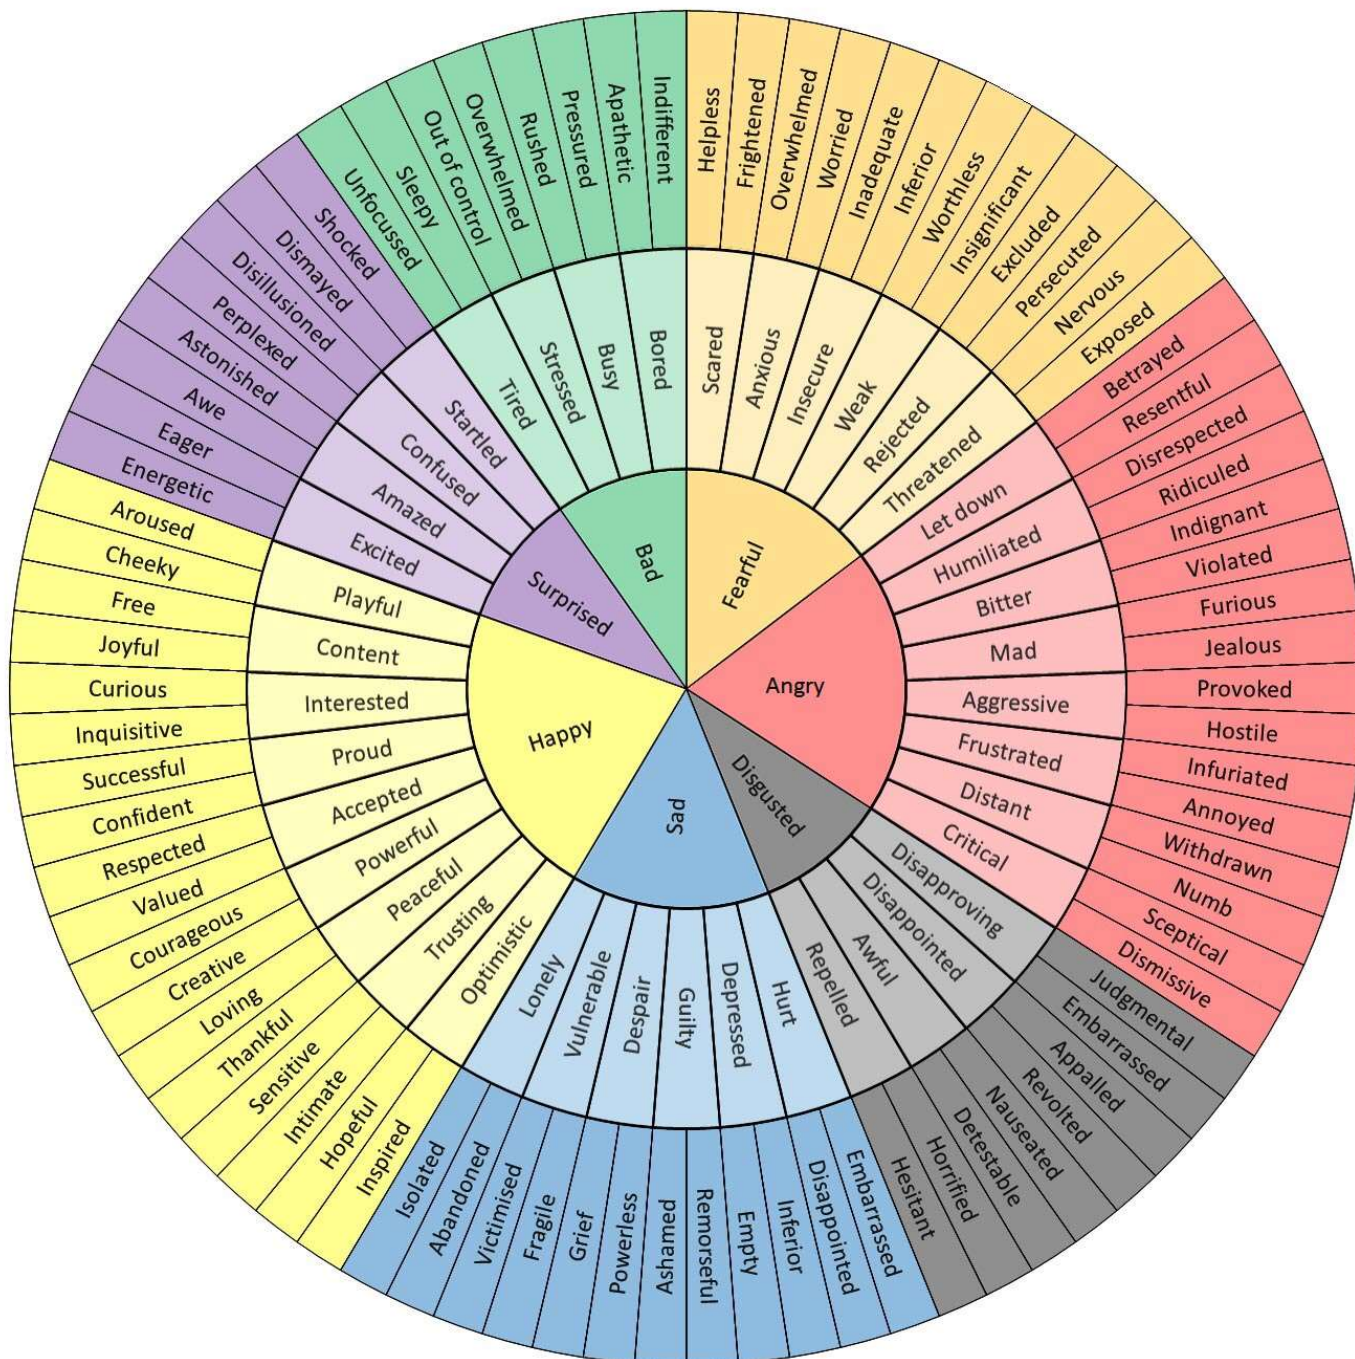 Bad
Fearful
Angry
Disgusted
Sad
Happy
Surprised
Tired
Stressed
Busy
Bored
Scared
Anxious
Insecure
Weak
Rejected
Threatened
Let down
Humiliated
Bitter
Mad
Aggressive
Frustrated
Distant
Critical
Disapproving
Disappointed
Awful
Repelled
Hurt
Depressed
Guilty
Despair
Vulnerable
Lonely
Optimistic
Trusting
Peaceful
Powerful
Accepted
Proud
Interested
Content
Playful
Excited
Amazed
Confused
Startled
Unfocussed
Sleepy
Out of control
Overwhelmed
Rushed
Pressured
Apathetic
Indifferent
Helpless
Frightened
Overwhelmed
Worried
Inadequate
Inferior
Worthless
Insignificant
Excluded
Persecuted
Nervous
Exposed
Betrayed
Resentful
Disrespected
Ridiculed
Indignant
Violated
Furious
Jealous
Provoked
Hostile
Infuriated
Annoyed
Withdrawn
Numb
Sceptical
Dismissive
Judgmental
Embarrassed
Appalled
Revolted
Nauseated
Detestable
Horrified
Hesitant
Embarrassed
Disappointed
Inferior
Empty
Remorseful
Ashamed
Powerless
Grief
Fragile
Victimised
Abandoned
Isolated
Inspired
Hopeful
Intimate
Sensitive
Thankful
Loving
Creative
Courageous
Valued
Respected
Confident
Successful
Inquisitive
Curious
Joyful
Free
Cheeky
Aroused
Energetic
Eager
Awe
Astonished
Perplexed
Disillusioned
Dismayed
Shocked